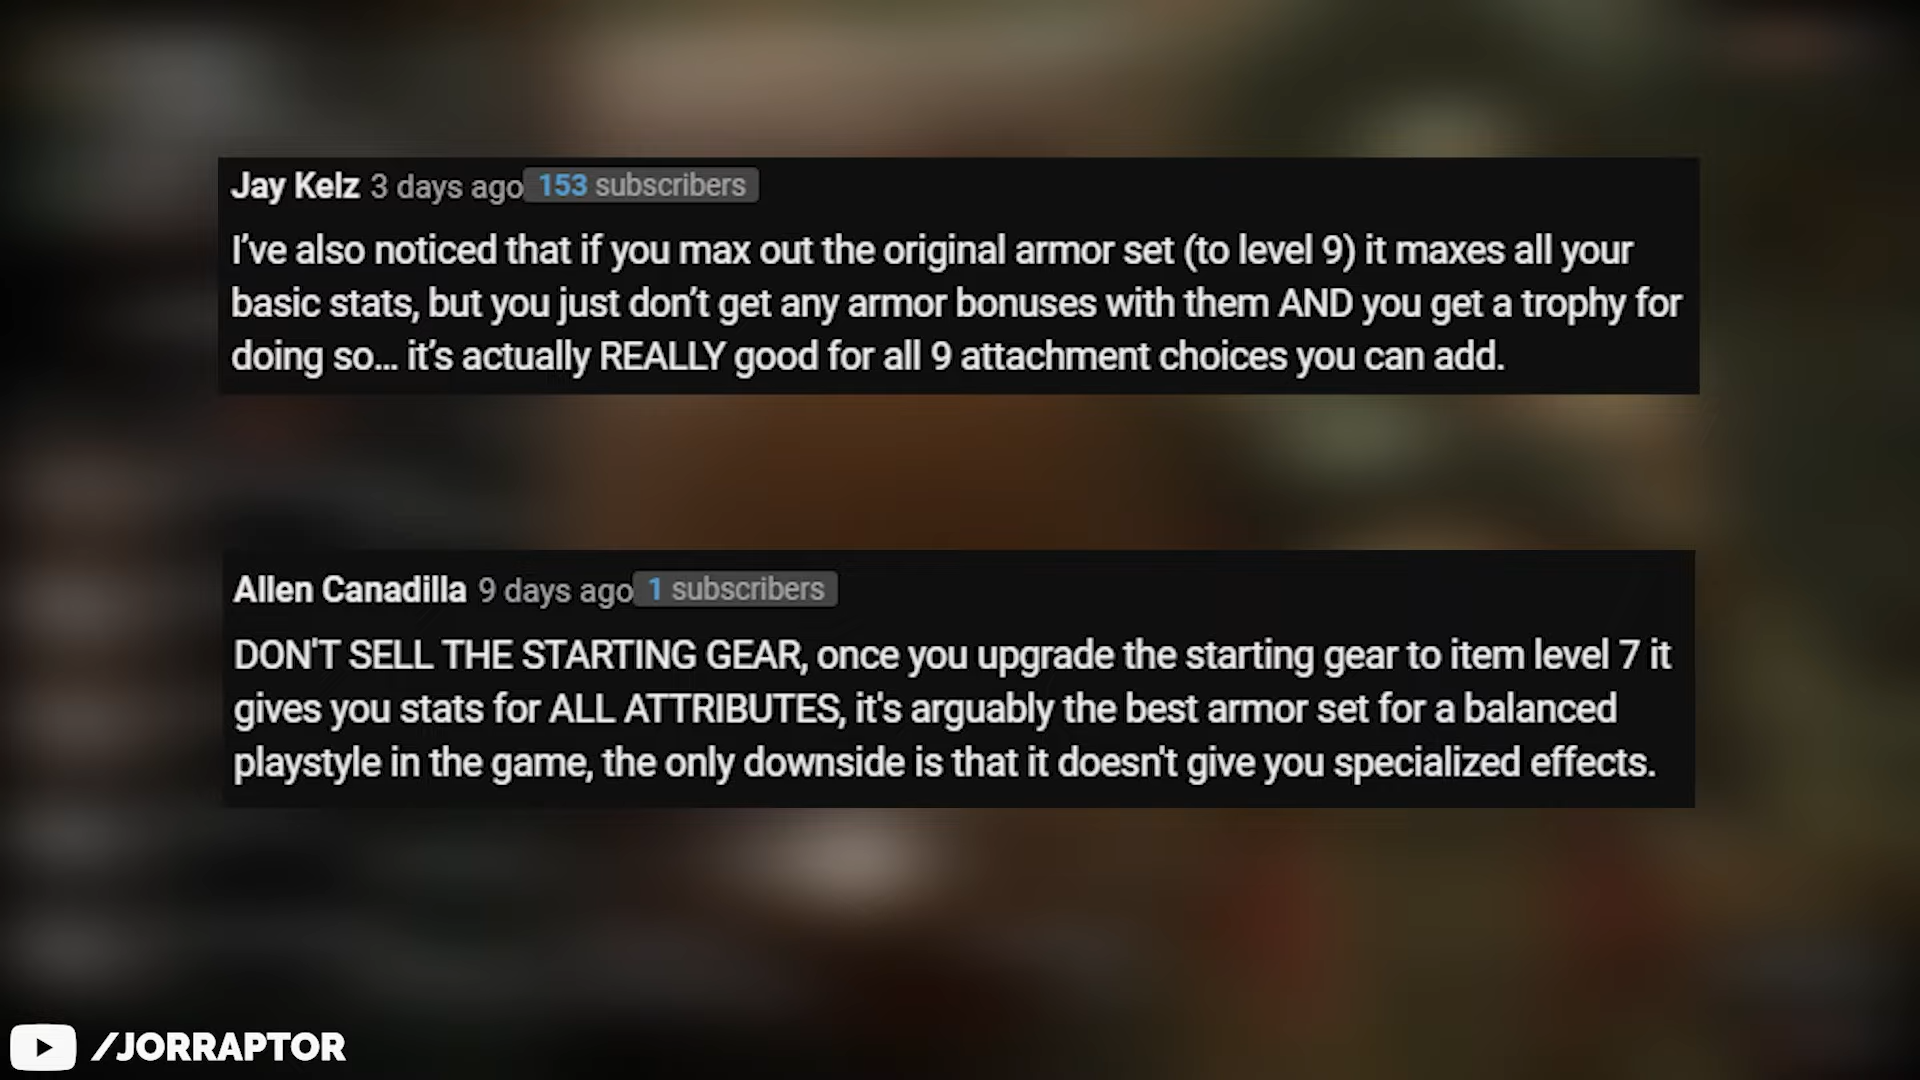 Jay Kelz 3 days ago 153 subscribers
I’ve also noticed that if you max out the original armor set (to level 9) it maxes all your
basic stats, but you just don’t get any armor bonuses with them AND you get a trophy for
doing so... it’s actually REALLY good for all 9 attachment choices you can add.
Allen Canadilla 9 days ago 1 subscribers
DON'T SELL THE STARTING GEAR, once you upgrade the starting gear to item level 7 it
gives you stats for ALL ATTRIBUTES, it's arguably the best armor set for a balanced
playstyle in the game, the only downside is that it doesn't give you specialized effects.
/JORRAPTOR